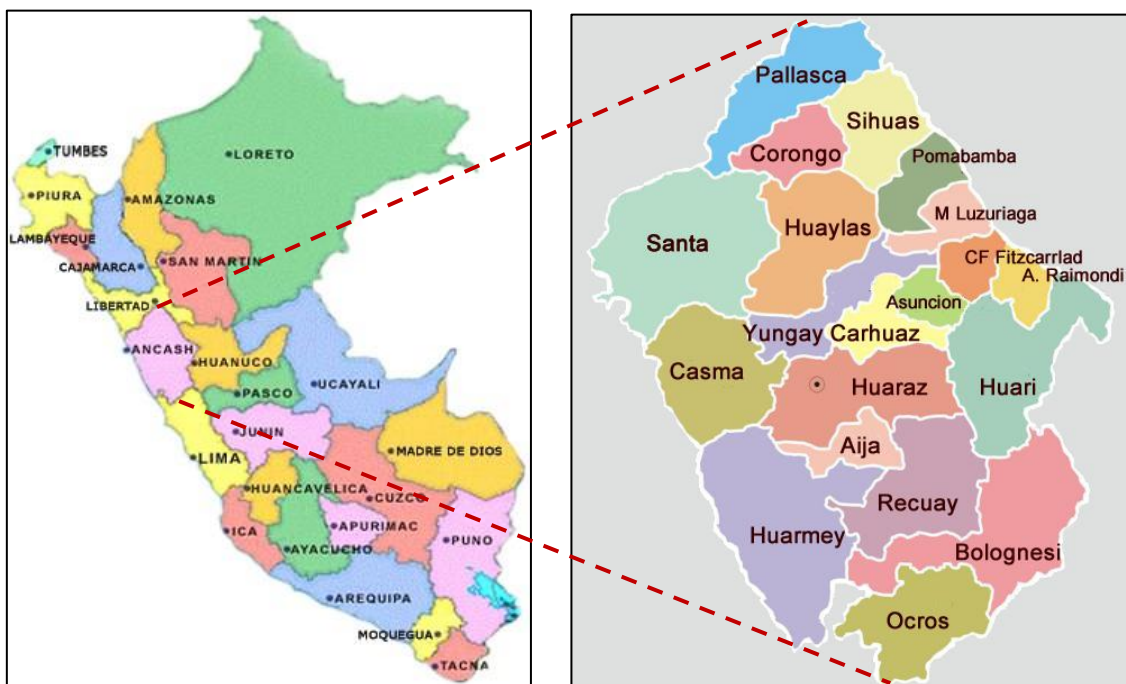 LORETO
TUMBES
PIURA
AMAZONAS
LAMBAYEQUE
CAJAMARCA
SAN MARTIN
LIBERTAD
ANCASH
HUANUCO
UCAYALI
PASCO
JUNIN
LIMA
MADRE DE DIOS
HUANCAVELICA
CUZCO
ICA
APURIMAC
AYACUCHO
PUNO
AREQUIPA
MOQUEGUA
TACNA
Pallasca
Sihuas
Corongo
Pomabamba
M Luzuriaga
Huaylas
Santa
CF Fitzcarrlad
A. Raimondi
Asuncion
Yungay
Carhuaz
Casma
Huaraz
Huari
Aija
Recuay
Huarmey
Bolognesi
Ocros